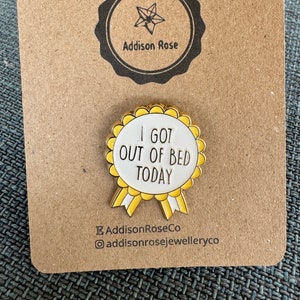 Addison Rose
I GOT
OUT OF BED
TODAY
AddisonRoseCo
addisonrosejewelleryco